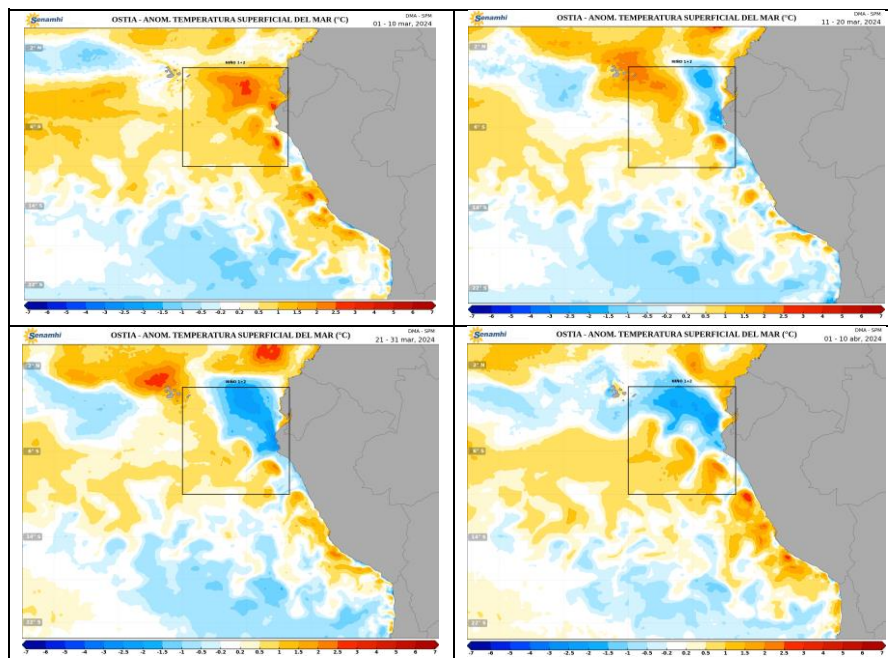 Senamhi
OSTIA - ANOM. TEMPERATURA SUPERFICIAL DEL MAR (°C)
DMA - SPM
01 - 10 mar, 2024
NIÑO 1+2
-7 -6 -5 -4 -3 -2.5 -1.5 -1 -0.5 -0.2 0.2 0.5 1 1.5 2 2.5 3 3.5 4 5 6 7
Senamhi
OSTIA - ANOM. TEMPERATURA SUPERFICIAL DEL MAR (°C)
DMA - SPM
11 - 20 mar, 2024
NIÑO 1+2
-7 -6 -5 -4 -3 -2.5 -1.5 -1 -0.5 -0.2 0.2 0.5 1 1.5 2 2.5 3 3.5 4 5 6 7
Senamhi
OSTIA - ANOM. TEMPERATURA SUPERFICIAL DEL MAR (°C)
DMA - SPM
21 - 31 mar, 2024
NIÑO 1+2
-7 -6 -5 -4 -3 -2.5 -1.5 -1 -0.5 -0.2 0.2 0.5 1 1.5 2 2.5 3 3.5 4 5 6 7
Senamhi
OSTIA - ANOM. TEMPERATURA SUPERFICIAL DEL MAR (°C)
DMA - SPM
01 - 10 abr, 2024
NIÑO 1+2
-7 -6 -5 -4 -3 -2.5 -1.5 -1 -0.5 -0.2 0.2 0.5 1 1.5 2 2.5 3 3.5 4 5 6 7